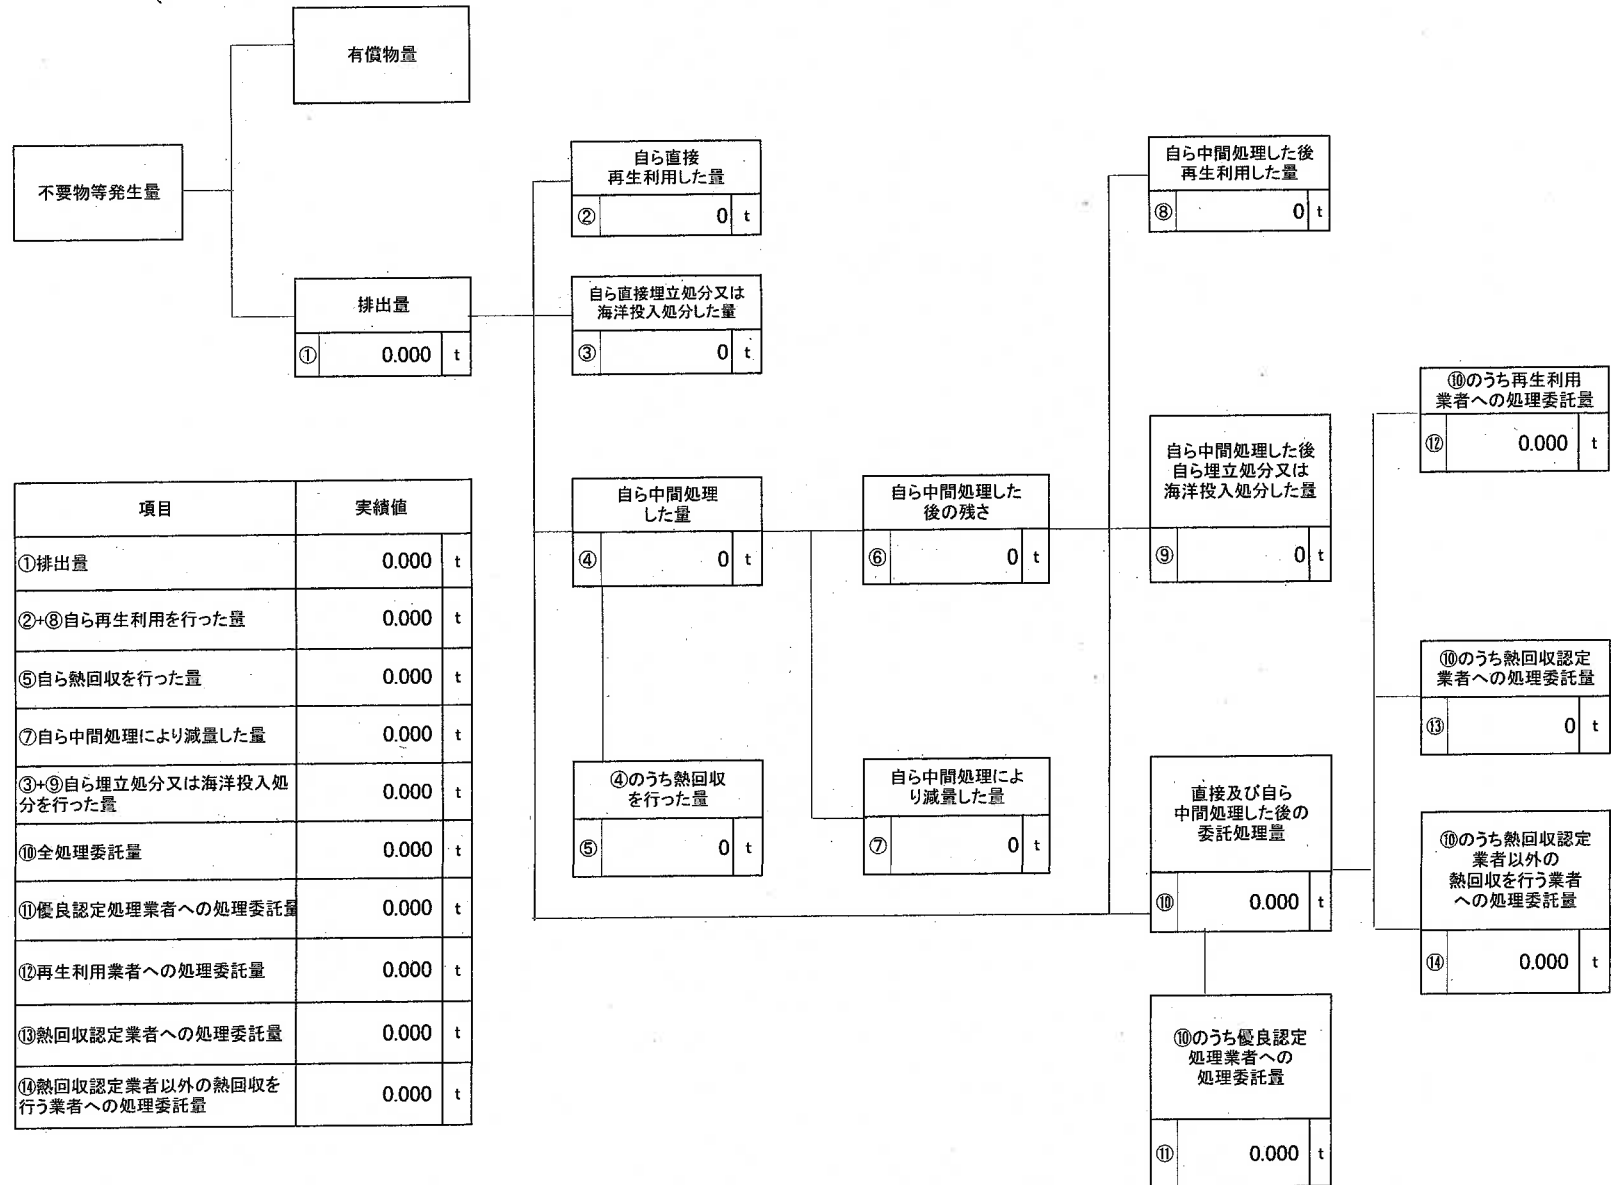 有償物量
不要物等発生量
排出量
① 0.000 t
自ら直接
再生利用した量
② 0 t
自ら直接埋立処分又は
海洋投入処分した量
③ 0 t
自ら中間処理
した量
④ 0 t
④のうち熱回収
を行った量
⑤ 0 t
自ら中間処理した
後の残さ
⑥ 0 t
自ら中間処理によ
り減量した量
⑦ 0 t
自ら中間処理した後
再生利用した量
⑧ 0 t
自ら中間処理した後
自ら埋立処分又は
海洋投入処分した量
⑨ 0 t
直接及び自ら
中間処理した後の
委託処理量
⑩ 0.000 t
⑩のうち優良認定
処理業者への
処理委託量
⑪ 0.000 t
⑩のうち再生利用
業者への処理委託量
⑫ 0.000 t
⑩のうち熱回収認定
業者への処理委託量
⑬ 0 t
⑩のうち熱回収認定
業者以外の
熱回収を行う業者
への処理委託量
⑭ 0.000 t
項目 実績値
①排出量 0.000 t
②+⑧自ら再生利用を行った量 0.000 t
⑤自ら熱回収を行った量 0.000 t
⑦自ら中間処理により減量した量 0.000 t
③+⑨自ら埋立処分又は海洋投入処
分を行った量 0.000 t
⑩全処理委託量 0.000 t
⑪優良認定処理業者への処理委託量 0.000 t
⑫再生利用業者への処理委託量 0.000 t
⑬熱回収認定業者への処理委託量 0.000 t
⑭熱回収認定業者以外の熱回収を
行う業者への処理委託量 0.000 t